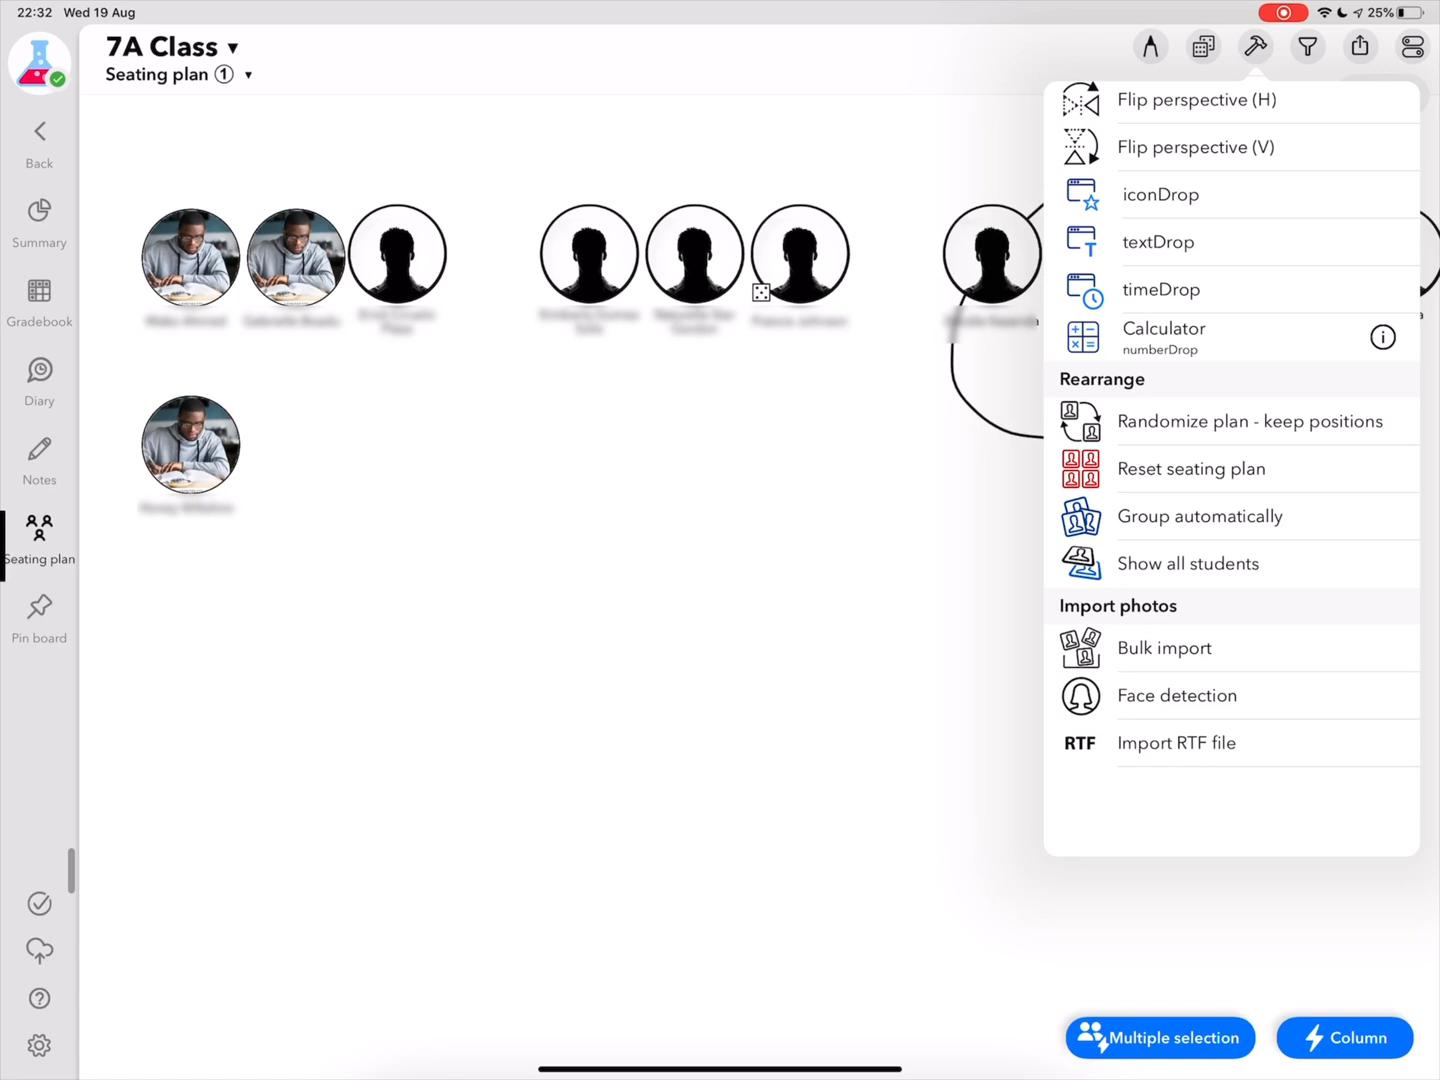 22:32 Wed 19 Aug
25%
7A Class ▼
Seating plan 1 ▼
Back
Summary
Gradebook
Diary
Notes
Seating plan
Pin board
Flip perspective (H)
Flip perspective (V)
iconDrop
textDrop
timeDrop
Calculator
numberDrop
Rearrange
Randomize plan - keep positions
Reset seating plan
Group automatically
Show all students
Import photos
Bulk import
Face detection
RTF Import RTF file
Multiple selection
Column